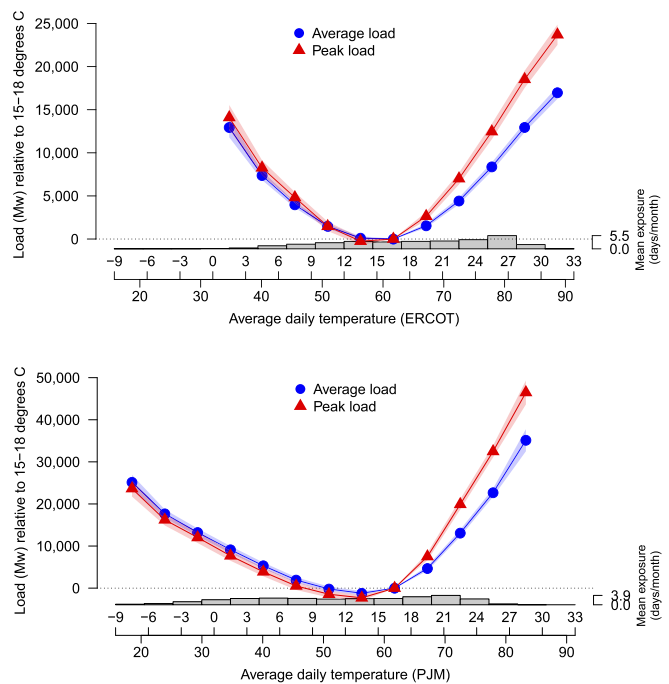 Average load
Peak load
Load (Mw) relative to 15−18 degrees C
25,000
20,000
15,000
10,000
5,000
0
5.5
0.0
Mean exposure
(days/month)
−9 −6 −3 0 3 6 9 12 15 18 21 24 27 30 33
20 30 40 50 60 70 80 90
Average daily temperature (ERCOT)
Average load
Peak load
Load (Mw) relative to 15−18 degrees C
50,000
40,000
30,000
20,000
10,000
0
3.9
0.0
Mean exposure
(days/month)
−9 −6 −3 0 3 6 9 12 15 18 21 24 27 30 33
20 30 40 50 60 70 80 90
Average daily temperature (PJM)